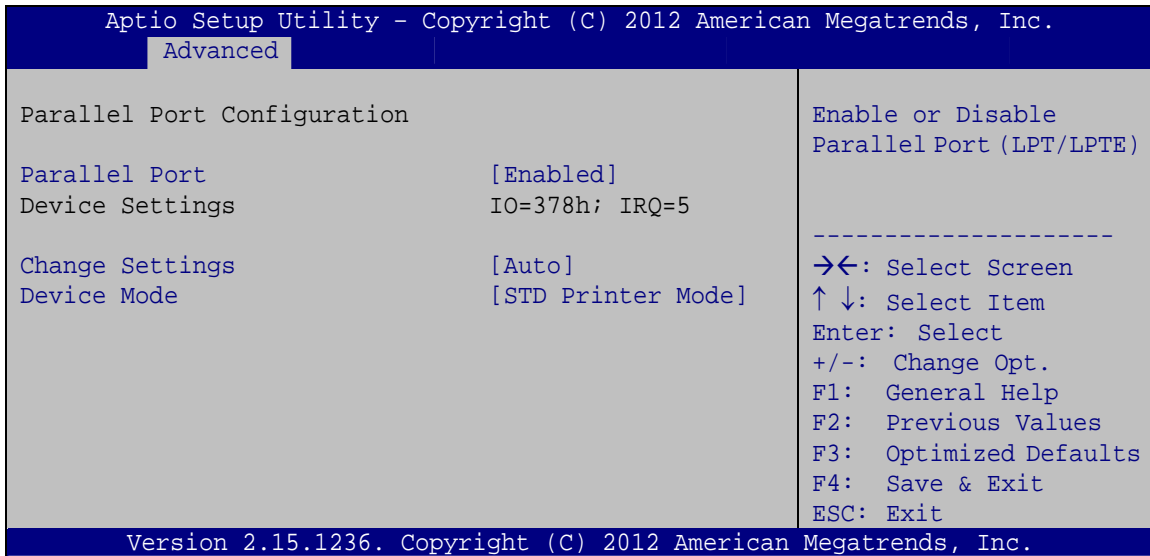 Aptio Setup Utility – Copyright (C) 2012 American Megatrends, Inc.
Advanced
Parallel Port Configuration
Parallel Port [Enabled]
Device Settings IO=378h; IRQ=5
Change Settings [Auto]
Device Mode [STD Printer Mode]
Enable or Disable
Parallel Port (LPT/LPTE)
---------------------
→←: Select Screen
↑ ↓: Select Item
Enter: Select
+/-: Change Opt.
F1: General Help
F2: Previous Values
F3: Optimized Defaults
F4: Save & Exit
ESC: Exit
Version 2.15.1236. Copyright (C) 2012 American Megatrends, Inc.